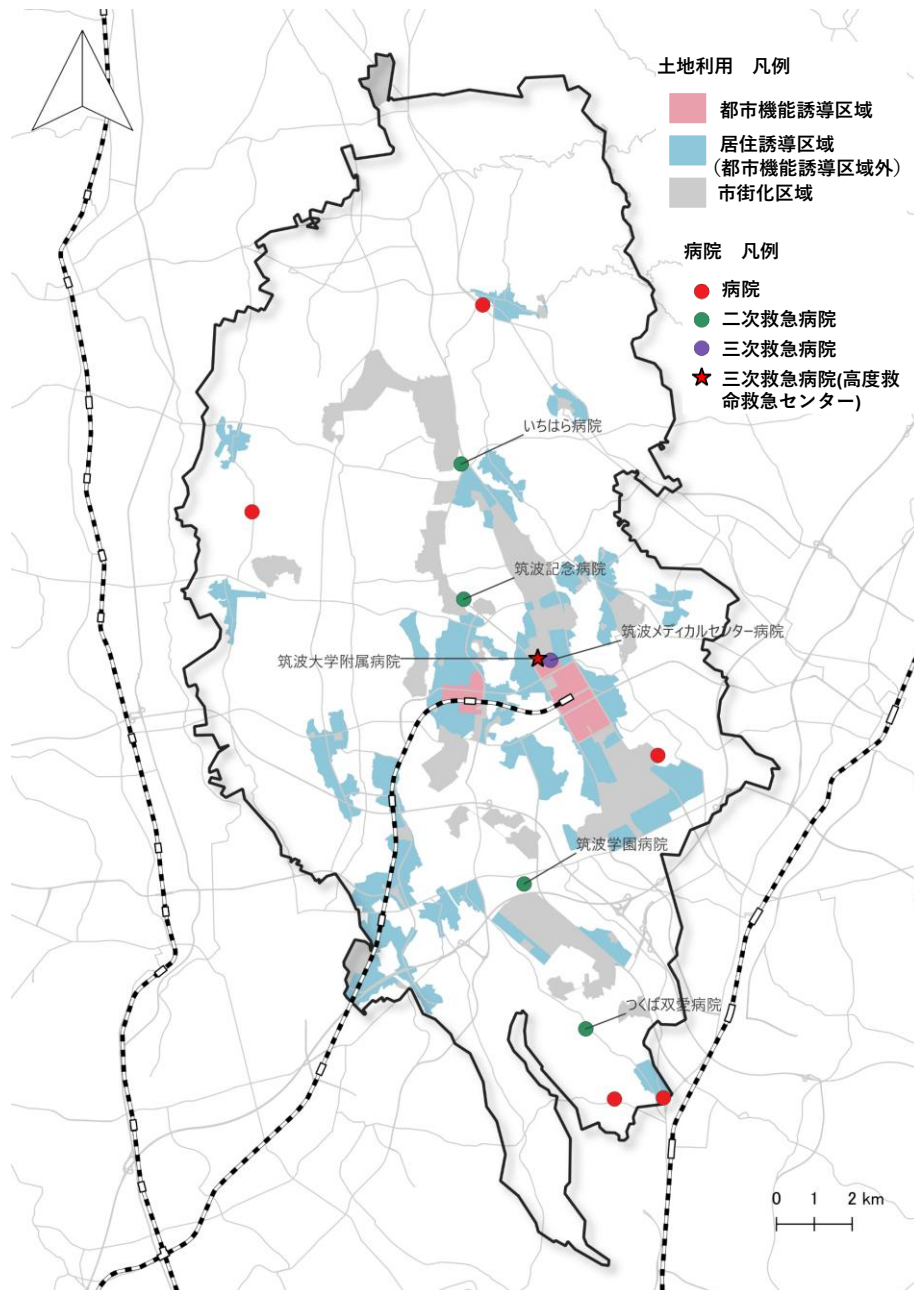 土地利用 凡例
都市機能誘導区域
居住誘導区域
(都市機能誘導区域外)
市街化区域
病院 凡例
病院
二次救急病院
三次救急病院
三次救急病院(高度救
命救急センター)
いちはら病院
筑波記念病院
筑波メディカルセンター病院
筑波大学附属病院
筑波学園病院
つくば双愛病院
0 1 2 km